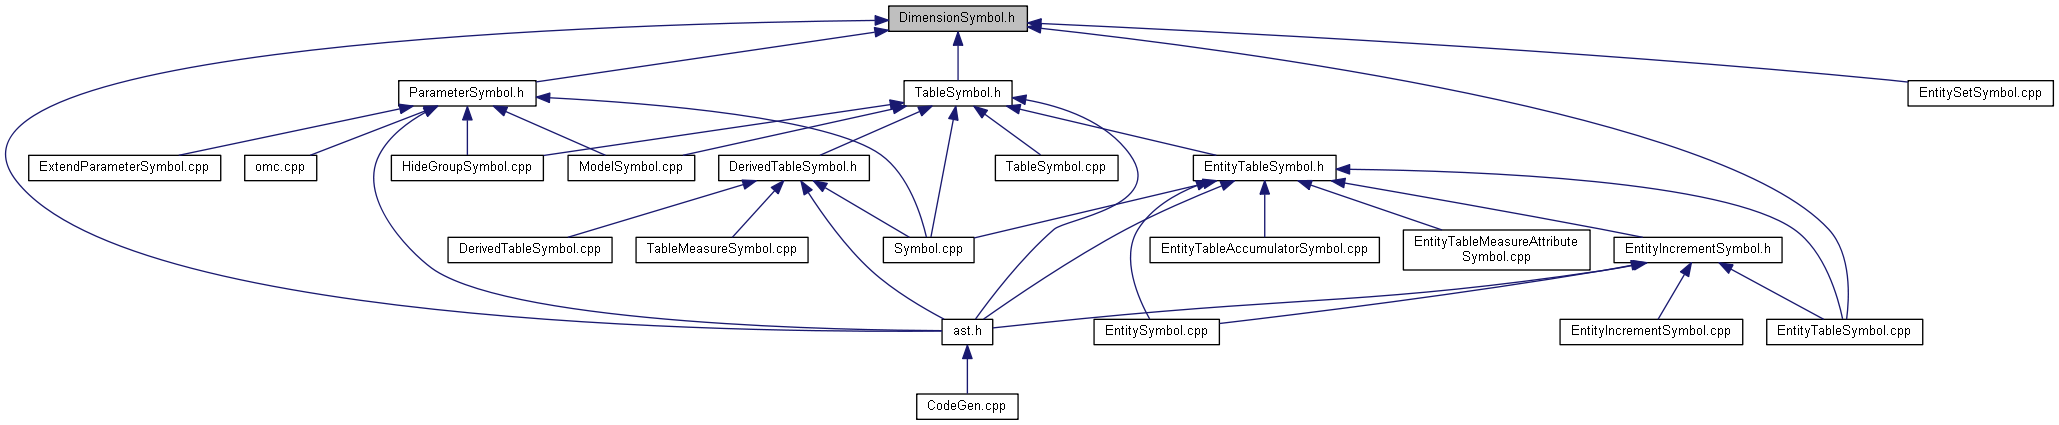 DimensionSymbol.h
ParameterSymbol.h
TableSymbol.h
EntitySetSymbol.cpp
ExtendParameterSymbol.cpp
omc.cpp
HideGroupSymbol.cpp
ModelSymbol.cpp
DerivedTableSymbol.h
TableSymbol.cpp
EntityTableSymbol.h
DerivedTableSymbol.cpp
TableMeasureSymbol.cpp
Symbol.cpp
EntityTableAccumulatorSymbol.cpp
EntityTableMeasureAttribute
Symbol.cpp
EntityIncrementSymbol.h
ast.h
EntitySymbol.cpp
EntityIncrementSymbol.cpp
EntityTableSymbol.cpp
CodeGen.cpp